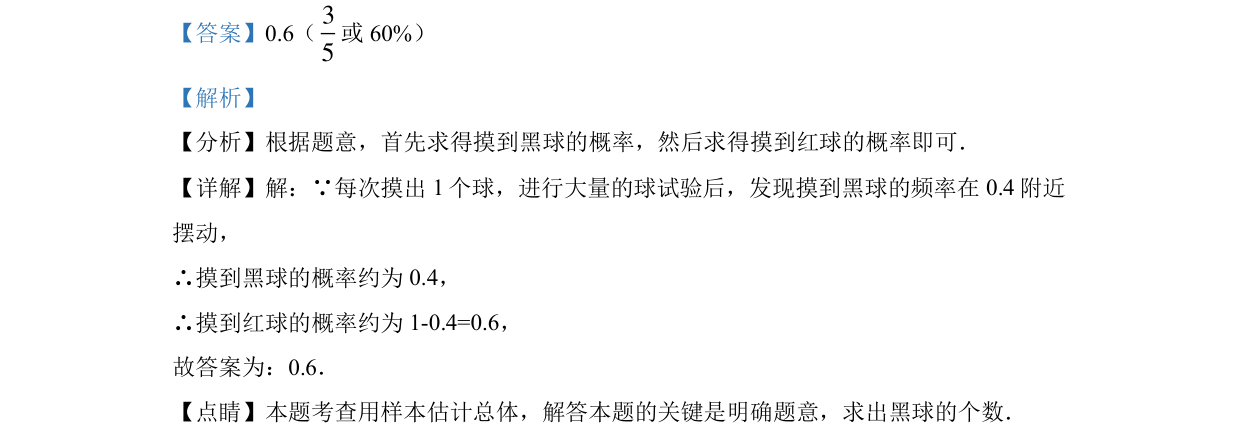 【答案】0.6（3/5或 60%）
【解析】
【分析】根据题意，首先求得摸到黑球的概率，然后求得摸到红球的概率即可．
【详解】解：∵每次摸出 1 个球，进行大量的球试验后，发现摸到黑球的频率在 0.4 附近
摆动，
∴摸到黑球的概率约为 0.4，
∴摸到红球的概率约为 1-0.4=0.6，
故答案为：0.6．
【点睛】本题考查用样本估计总体，解答本题的关键是明确题意，求出黑球的个数．